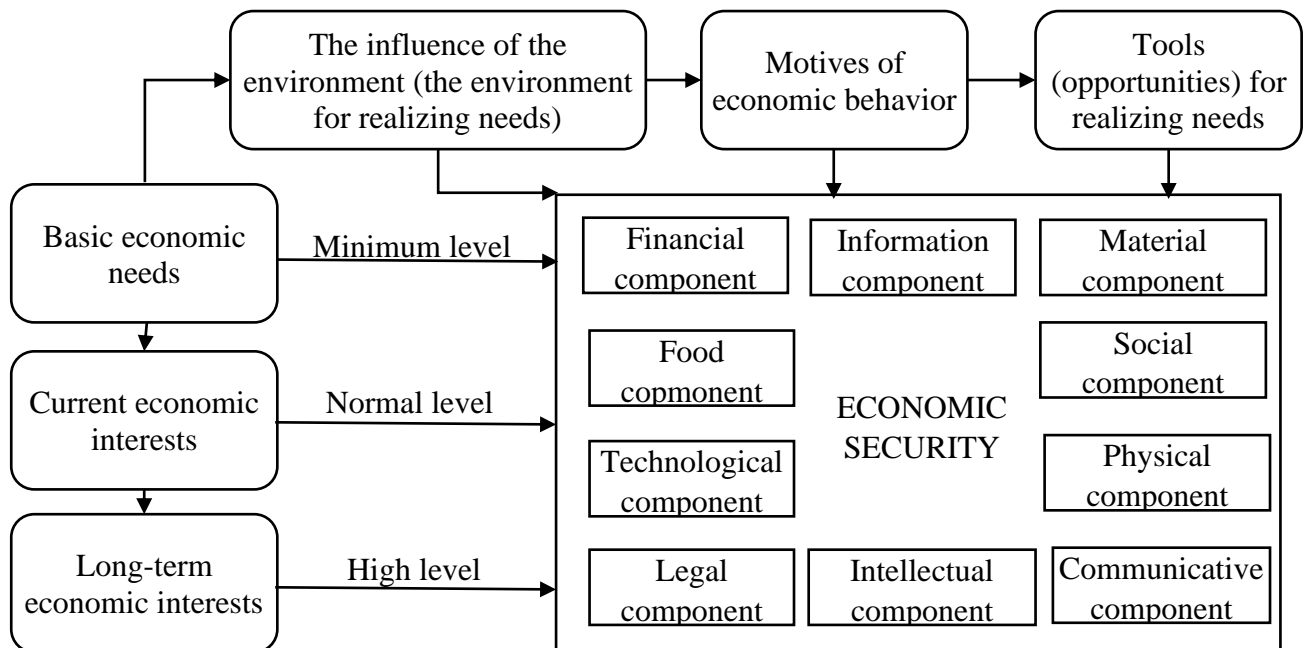 The influence of the
environment (the environment
for realizing needs)
Motives of
economic behavior
Tools
(opportunities) for
realizing needs
Basic economic
needs
Minimum level
Financial
component
Information
component
Material
component
Current economic
interests
Normal level
Food
copmonent
ECONOMIC
SECURITY
Social
component
Technological
component
Physical
component
Long-term
economic interests
High level
Legal
component
Intellectual
component
Communicative
component